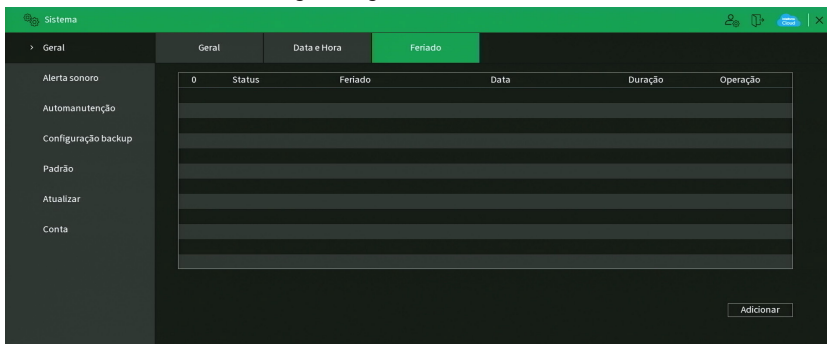 Sistema
Geral
Geral
Data e Hora
Feriado
Alerta sonoro
Automanutenção
Configuração backup
Padrão
Atualizar
Conta
0 Status Feriado Data Duração Operação
Adicionar